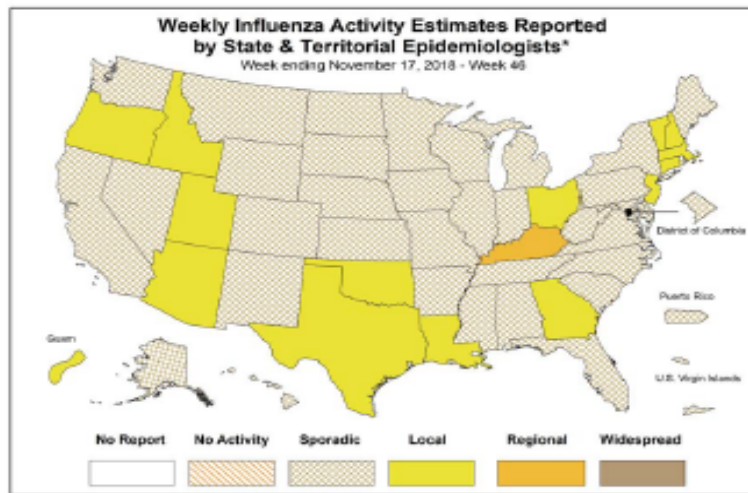 Weekly Influenza Activity Estimates Reported
by State & Territorial Epidemiologists*
Week ending November 17, 2018 - Week 46
District of Columbia
Puerto Rico
Guam
U.S. Virgin Islands
No Report No Activity Sporadic Local Regional Widespread